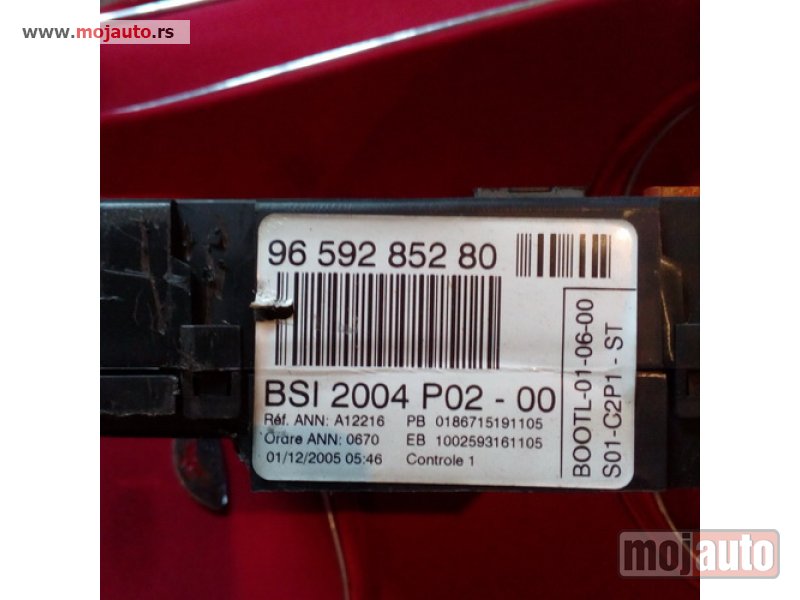 www.mojauto.rs
96 592 852 80
BSI 2004 P02 - 00
Réf. ANN: A12216 PB 0186715191105
Ordre ANN: 0670 EB 1002593161105
01/12/2005 05:46 Controle 1
BOOTL-01-06-00
S01-C2P1 - ST
mojauto